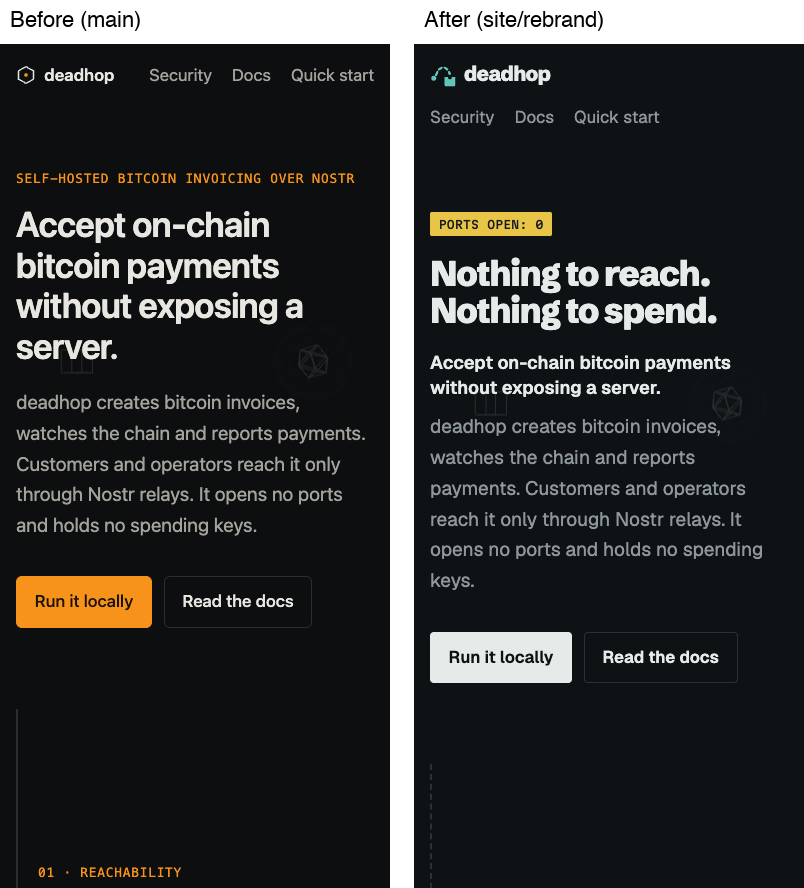 Before (main)
deadhop
Security Docs Quick start
SELF-HOSTED BITCOIN INVOICING OVER NOSTR
Accept on-chain
bitcoin payments
without exposing a
server.
deadhop creates bitcoin invoices,
watches the chain and reports payments.
Customers and operators reach it only
through Nostr relays. It opens no ports
and holds no spending keys.
Run it locally
Read the docs
01 · REACHABILITY
After (site/rebrand)
deadhop
Security Docs Quick start
PORTS OPEN: 0
Nothing to reach.
Nothing to spend.
Accept on-chain bitcoin payments
without exposing a server.
deadhop creates bitcoin invoices,
watches the chain and reports
payments. Customers and operators
reach it only through Nostr relays. It
opens no ports and holds no spending
keys.
Run it locally
Read the docs